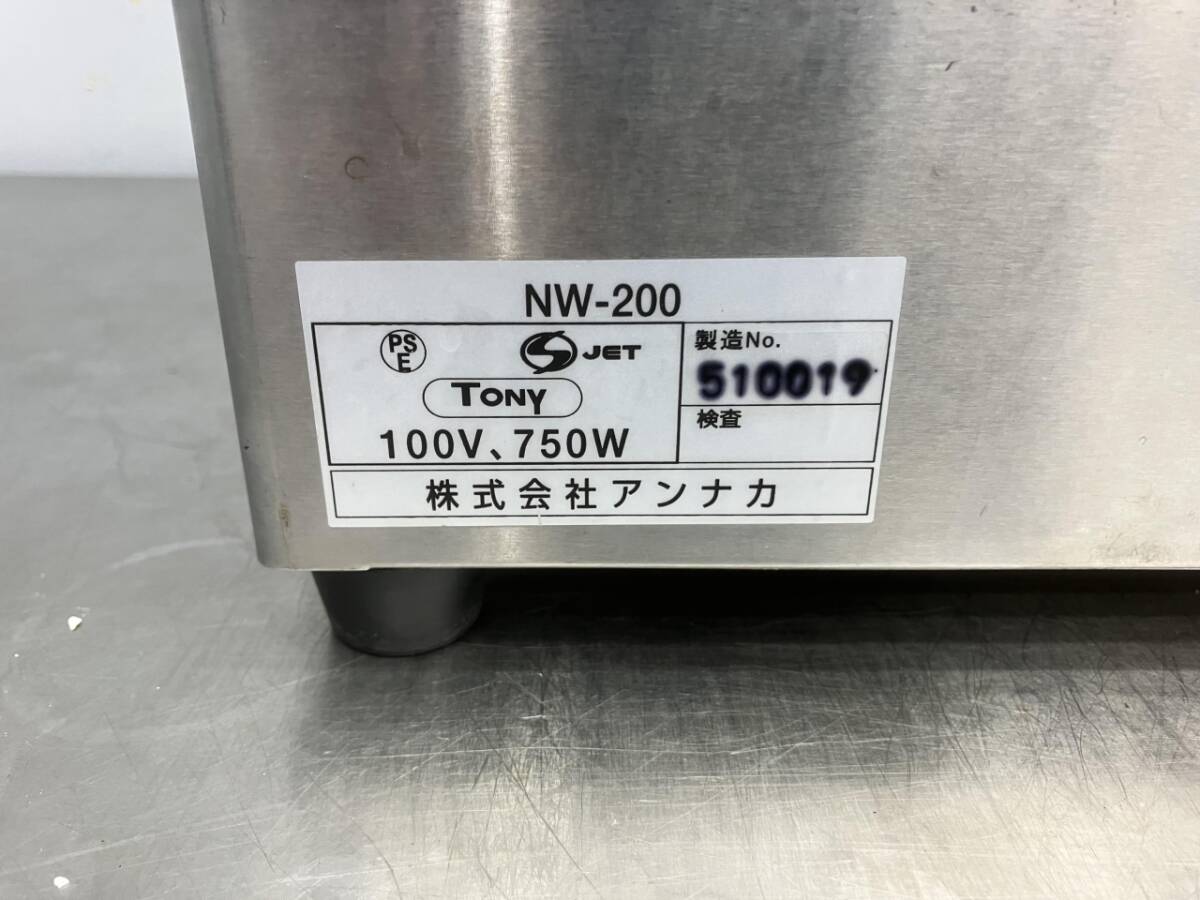 NW-200
PS
E
JET
TONY
100V、750W
製造No.
510019
検査
株式会社アンナカ